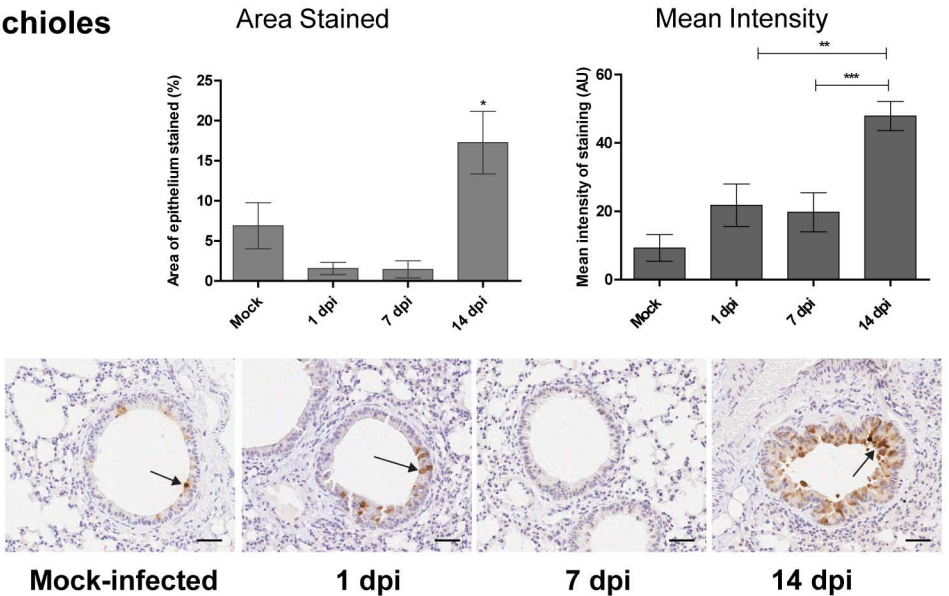 chioles
Area Stained
Mean Intensity
Area of epithelium stained (%)
25
20
15
10
5
0
*
Mock
1 dpi
7 dpi
14 dpi
Mean intensity of staining (AU)
60
40
20
0
**
***
Mock
1 dpi
7 dpi
14 dpi
Mock-infected
1 dpi
7 dpi
14 dpi